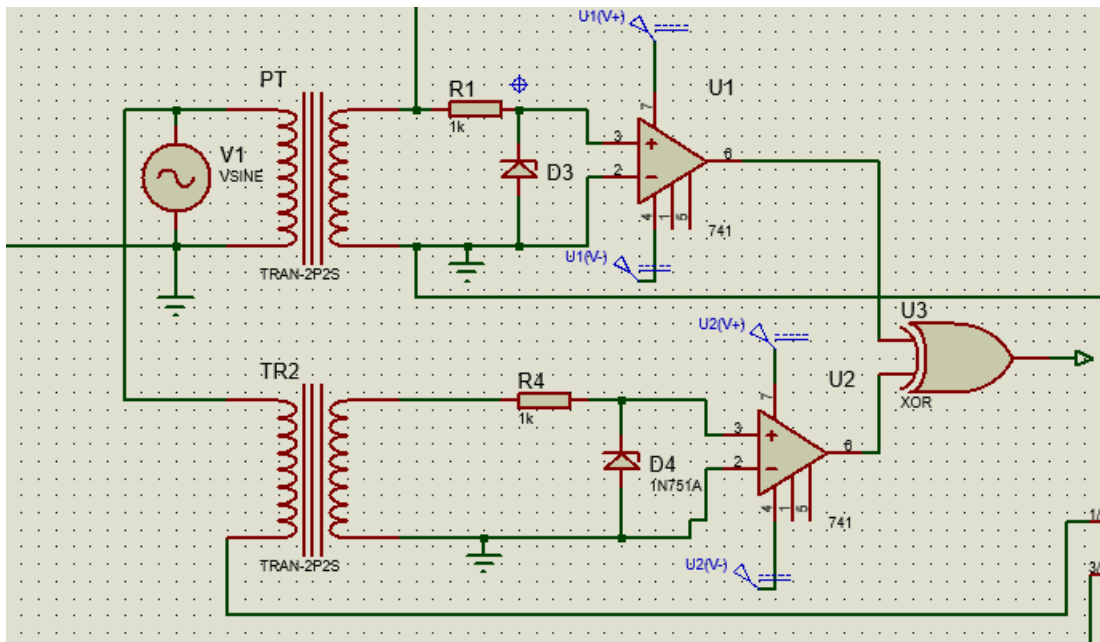 U1(V+)
PT
R1
1k
U1
7
3
2
6
V1
VSINE
D3
4
1
5
741
U1(V-)
TRAN-2P2S
U3
XOR
U2(V+)
TR2
R4
1k
U2
7
3
2
6
D4
1N751A
4
1
5
741
TRAN-2P2S
U2(V-)
1/
3/